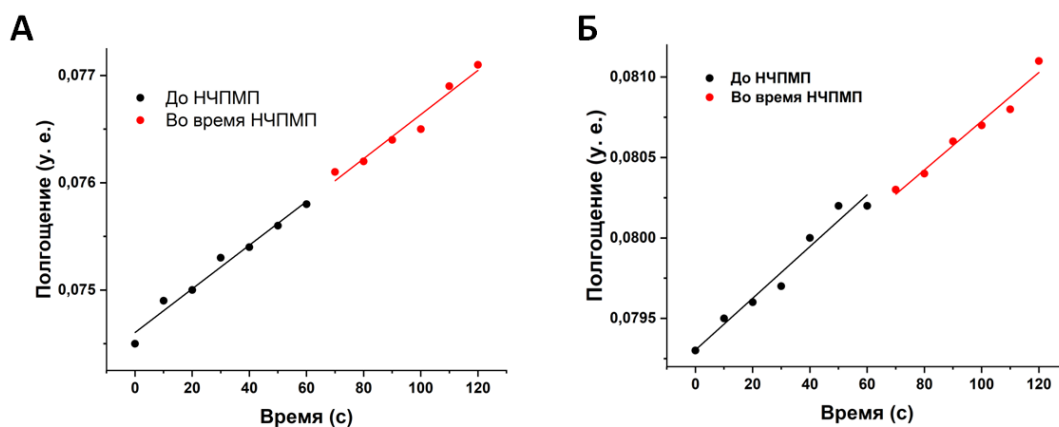 А
Полгощение (у. е.)
0,077
0,076
0,075
До НЧПМП
Во время НЧПМП
0 20 40 60 80 100 120
Время (с)
Б
Полгощение (у. е.)
0,0810
0,0805
0,0800
0,0795
До НЧПМП
Во время НЧПМП
0 20 40 60 80 100 120
Время (с)